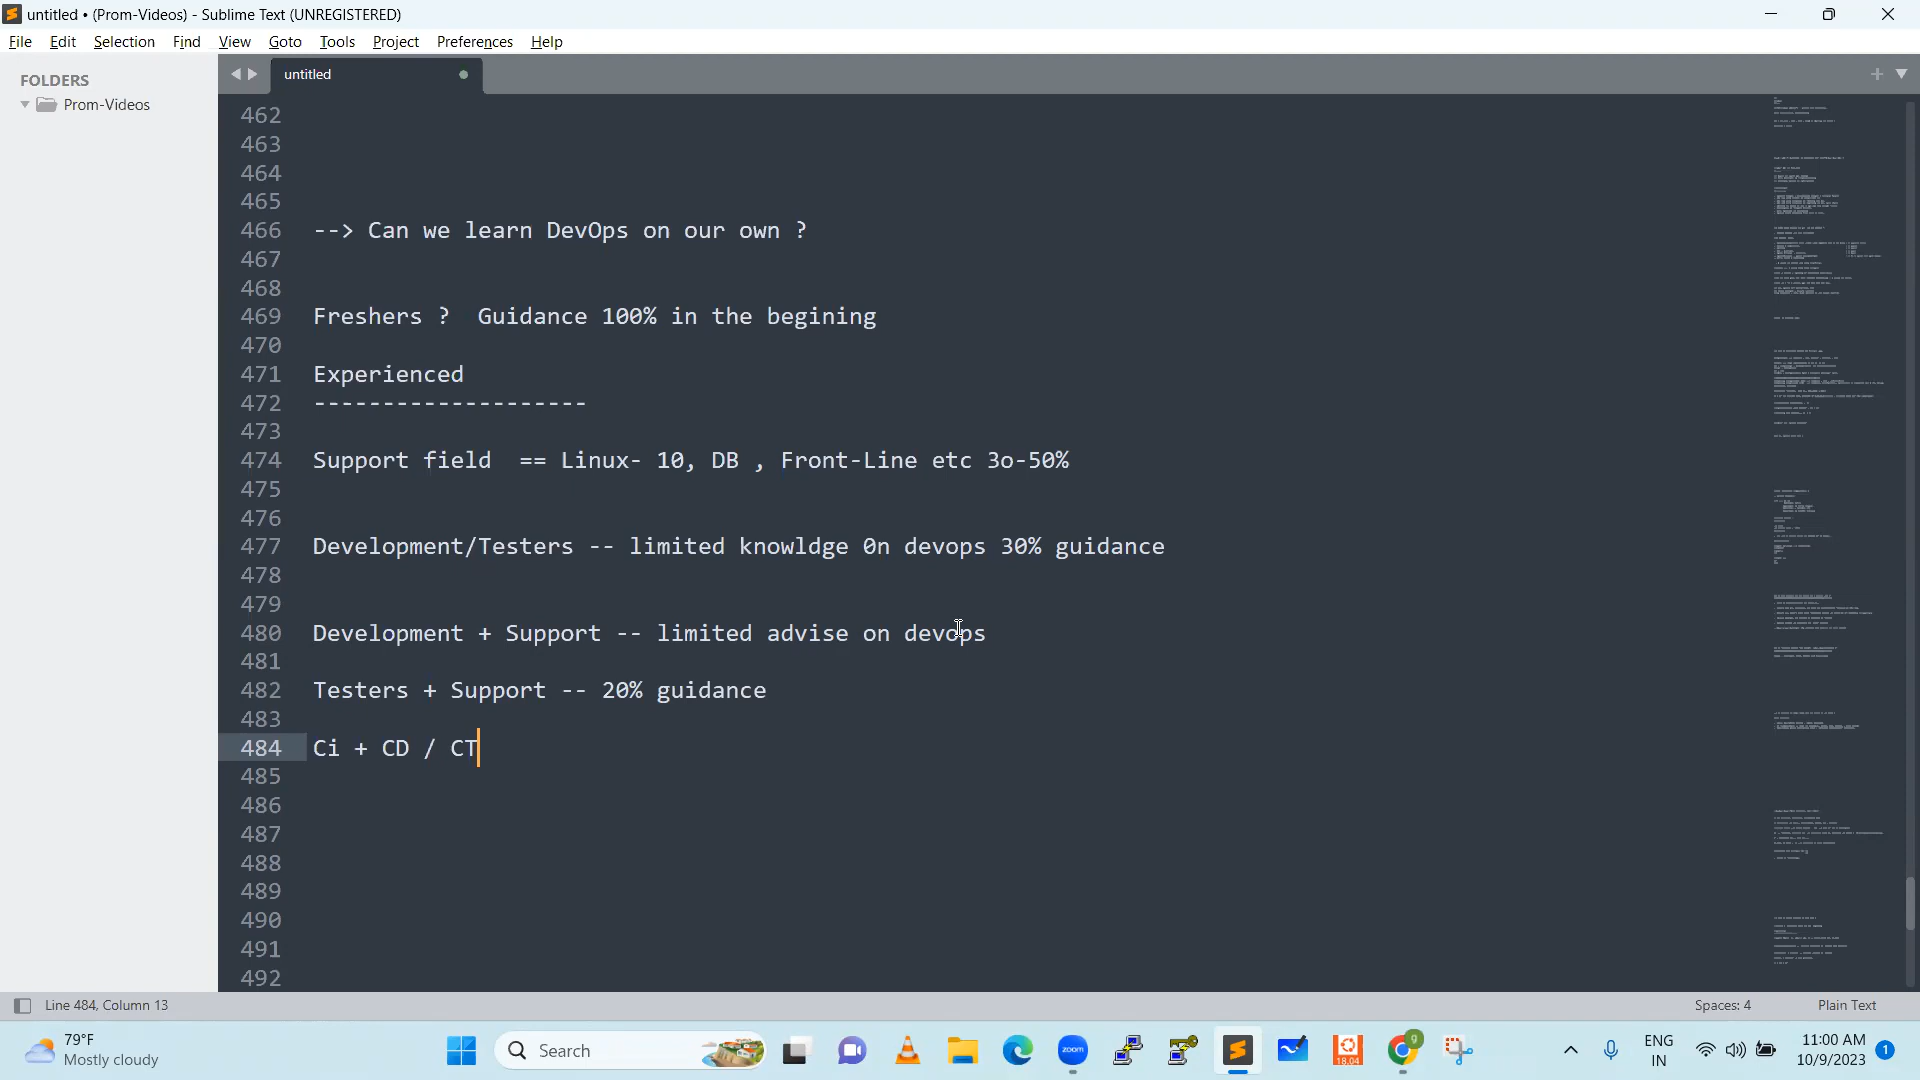 untitled • (Prom-Videos) - Sublime Text (UNREGISTERED)
File Edit Selection Find View Goto Tools Project Preferences Help
FOLDERS
Prom-Videos
untitled
462
463
464
465
466 --> Can we learn DevOps on our own ?
467
468
469 Freshers ?  Guidance 100% in the begining
470
471 Experienced
472 --------------------
473
474 Support field  == Linux- 10, DB , Front-Line etc 3o-50%
475
476
477 Development/Testers -- limited knowldge 0n devops 30% guidance
478
479
480 Development + Support -- limited advise on devops
481
482 Testers + Support -- 20% guidance
483
484 Ci + CD / CT
485
486
487
488
489
490
491
492
Line 484, Column 13
Spaces: 4
Plain Text
79°F
Mostly cloudy
Search
zoom
18.04
9
ENG
IN
11:00 AM
10/9/2023
1